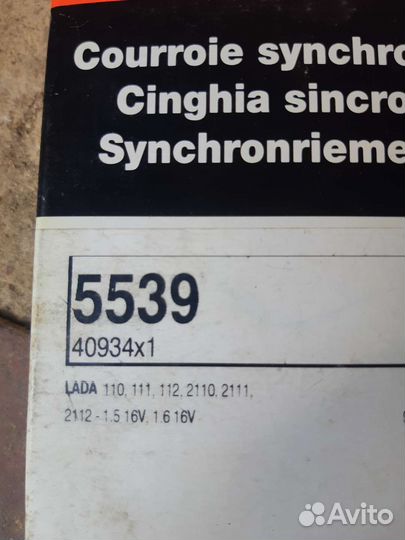 Courroie synchro
Cinghia sincro
Synchronrieme
5539
40934x1
LADA 110, 111, 112, 2110, 2111,
2112 - 1.5 16V, 1.6 16V
Avito